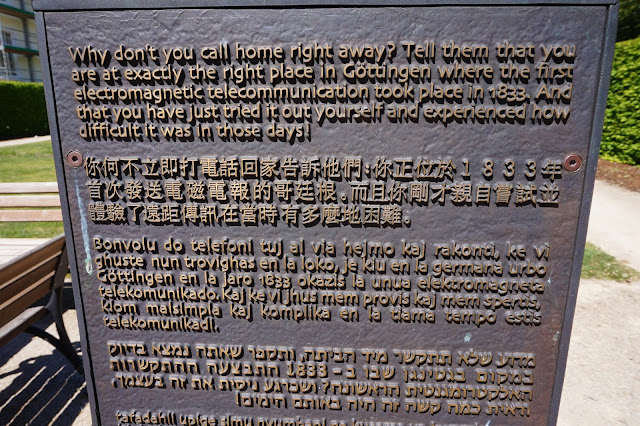 Why don't you call home right away? Tell them that you
are at exactly the right place in Göttingen where the first
electromagnetic telecommunication took place in 1833. And
that you have just tried it out yourself and experienced how
difficult it was in those days!
你何不立即打電話回家告訴他們，你正位於1833年
首次發送電磁電報的哥廷根。而且你剛才親自嘗試並
體驗了遠距傳訊在當時有多麼地困難。
Bonvolu do telefoni tuj al via hejmo kaj rakonti, ke vi
ghuste nun trovighas en la loko, je kiu en la germana urbo
Göttingen en la jaro 1833 okazis la unua elektromagneta
telekomunikado. Kaj ke vi jhus mem provis kaj mem spertis,
kiom malsimpla kaj komplika en la tiama tempo estis
telekomunikadi.
מדוע שלא תתקשר מיד הביתה, ותספר שאתה נמצא בדיוק
במקום בגטינגן שבו ב - 1833 התבצעה התקשורת
האלקטרומגנטית הראשונה? ושכרגע ניסית את זה בעצמך,
וראית כמה קשה זה היה באותם הימים!
Tafadhali upige simu nyumbani